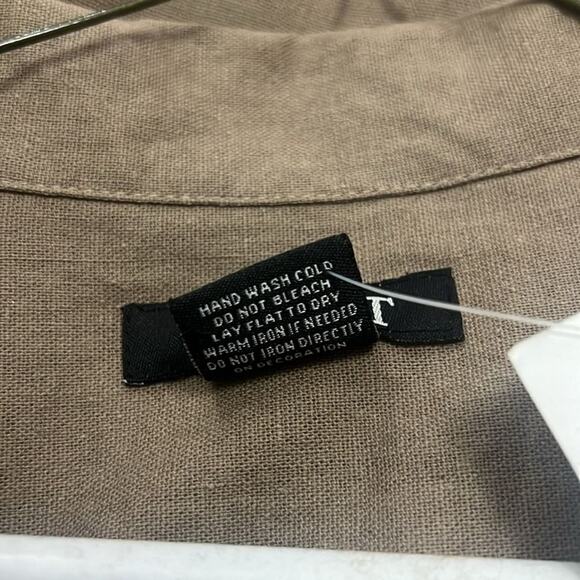 HAND WASH COLD
DO NOT BLEACH
LAY FLAT TO DRY
WARM IRON IF NEEDED
DO NOT IRON DIRECTLY
ON DECORATION
T